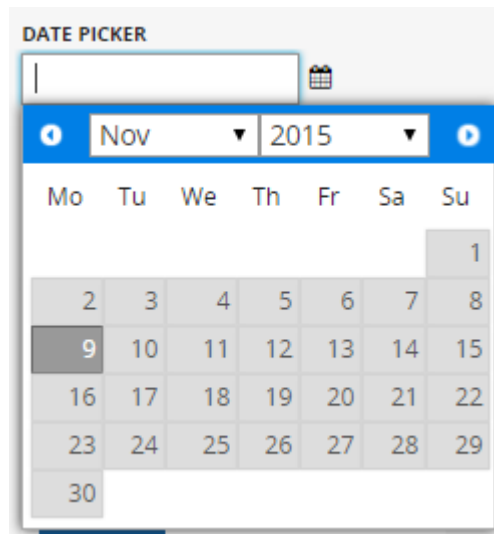 DATE PICKER
Nov 2015
Mo Tu We Th Fr Sa Su
1
2 3 4 5 6 7 8
9 10 11 12 13 14 15
16 17 18 19 20 21 22
23 24 25 26 27 28 29
30